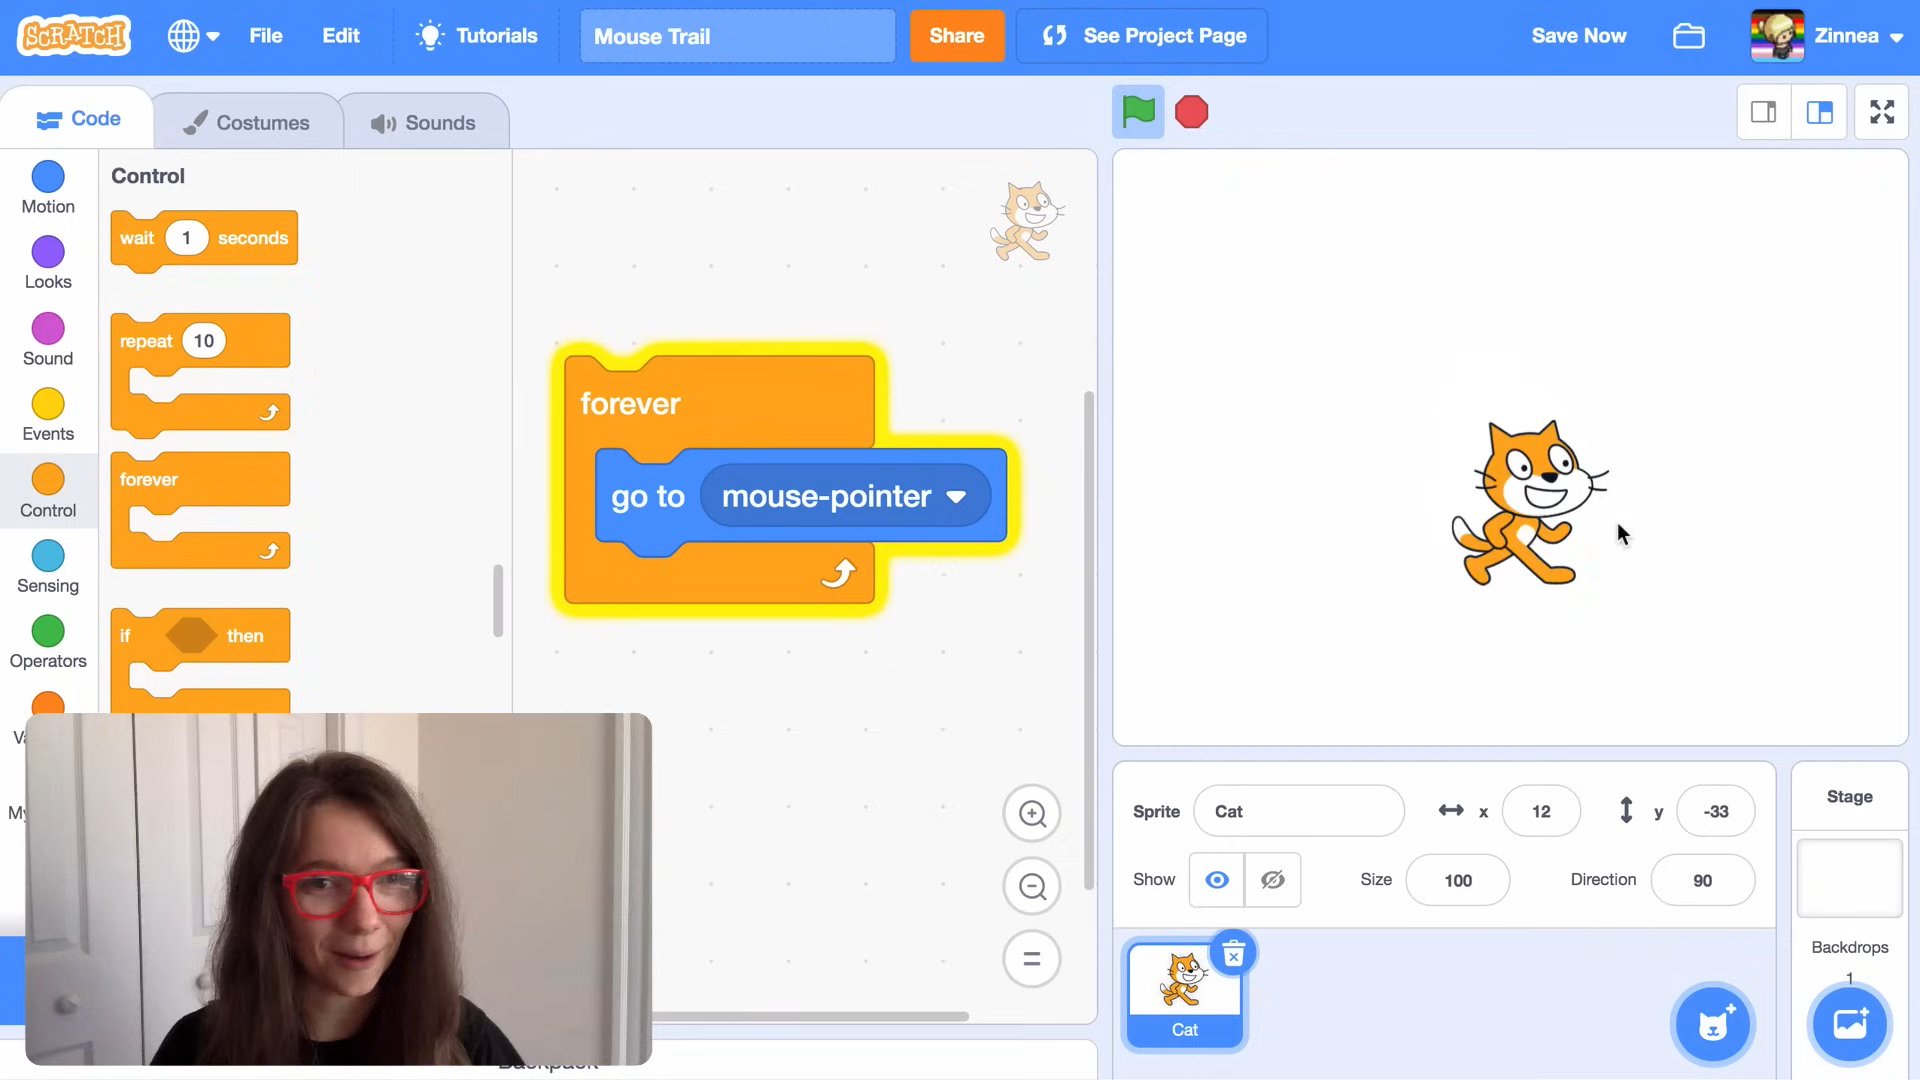 SCRATCH
File
Edit
Tutorials
Mouse Trail
Share
See Project Page
Save Now
Zinnea
Code
Costumes
Sounds
Motion
Looks
Sound
Events
Control
Sensing
Operators
Control
wait 1 seconds
repeat 10
forever
if then
forever
go to mouse-pointer
Sprite
Cat
x
12
y
-33
Show
Size
100
Direction
90
Cat
Stage
Backdrops
1